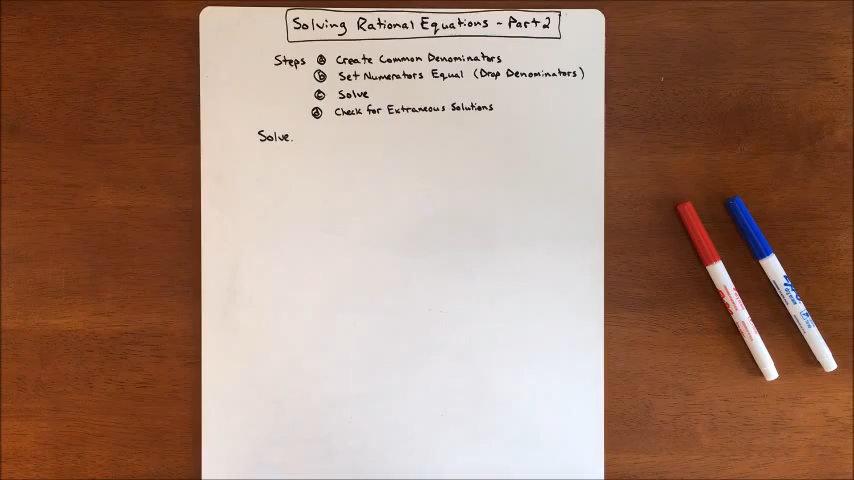 Solving Rational Equations - Part 2
Steps ⓐ Create Common Denominators
ⓑ Set Numerators Equal (Drop Denominators)
ⓒ Solve
ⓓ Check for Extraneous Solutions
Solve.
EXPO